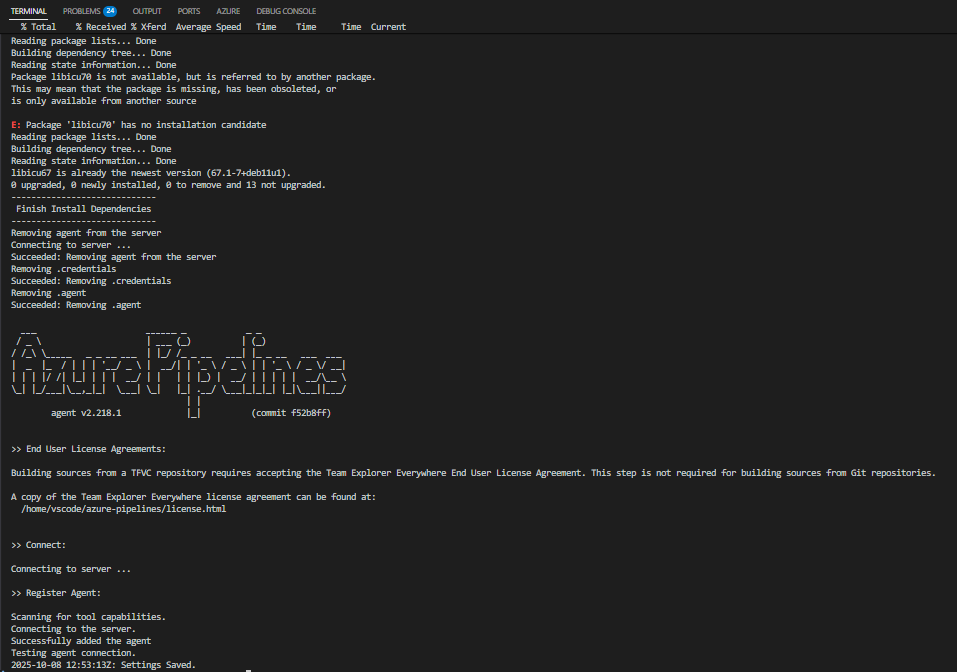 TERMINAL PROBLEMS 24 OUTPUT PORTS AZURE DEBUG CONSOLE
% Total % Received % Xferd Average Speed Time Time Time Current
Reading package lists... Done
Building dependency tree... Done
Reading state information... Done
Package libicu70 is not available, but is referred to by another package.
This may mean that the package is missing, has been obsoleted, or
is only available from another source
E: Package 'libicu70' has no installation candidate
Reading package lists... Done
Building dependency tree... Done
Reading state information... Done
libicu67 is already the newest version (67.1-7+deb11u1).
0 upgraded, 0 newly installed, 0 to remove and 13 not upgraded.
-----------------------------
Finish Install Dependencies
-----------------------------
Removing agent from the server
Connecting to server ...
Succeeded: Removing agent from the server
Removing .credentials
Succeeded: Removing .credentials
Removing .agent
Succeeded: Removing .agent
Azure Pipelines
agent v2.218.1 (commit f52b8ff)
>> End User License Agreements:
Building sources from a TFVC repository requires accepting the Team Explorer Everywhere End User License Agreement. This step is not required for building sources from Git repositories.
A copy of the Team Explorer Everywhere license agreement can be found at:
/home/vscode/azure-pipelines/license.html
>> Connect:
Connecting to server ...
>> Register Agent:
Scanning for tool capabilities.
Connecting to the server.
Successfully added the agent
Testing agent connection.
2025-10-08 12:53:13Z: Settings Saved.